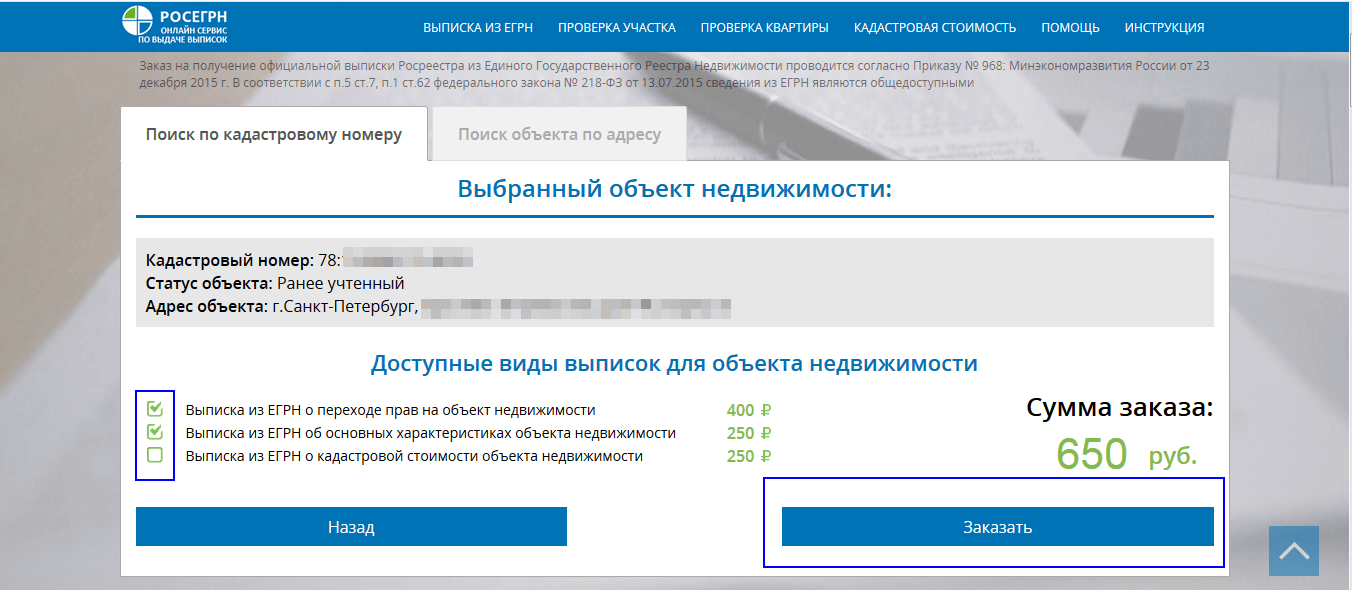 РОСЕГРН
ОНЛАЙН СЕРВИС
ПО ВЫДАЧЕ ВЫПИСОК
ВЫПИСКА ИЗ ЕГРН ПРОВЕРКА УЧАСТКА ПРОВЕРКА КВАРТИРЫ КАДАСТРОВАЯ СТОИМОСТЬ ПОМОЩЬ ИНСТРУКЦИЯ
Заказ на получение официальной выписки Росреестра из Единого Государственного Реестра Недвижимости проводится согласно Приказу № 968: Минэкономразвития России от 23
декабря 2015 г. В соответствии с п.5 ст.7, п.1 ст.62 федерального закона № 218-ФЗ от 13.07.2015 сведения из ЕГРН являются общедоступными
Поиск по кадастровому номеру Поиск объекта по адресу
Выбранный объект недвижимости:
Кадастровый номер: 78:
Статус объекта: Ранее учтенный
Адрес объекта: г.Санкт-Петербург,
Доступные виды выписок для объекта недвижимости
Выписка из ЕГРН о переходе прав на объект недвижимости 400 ₽
Выписка из ЕГРН об основных характеристиках объекта недвижимости 250 ₽
Выписка из ЕГРН о кадастровой стоимости объекта недвижимости 250 ₽
Сумма заказа:
650 руб.
Назад Заказать